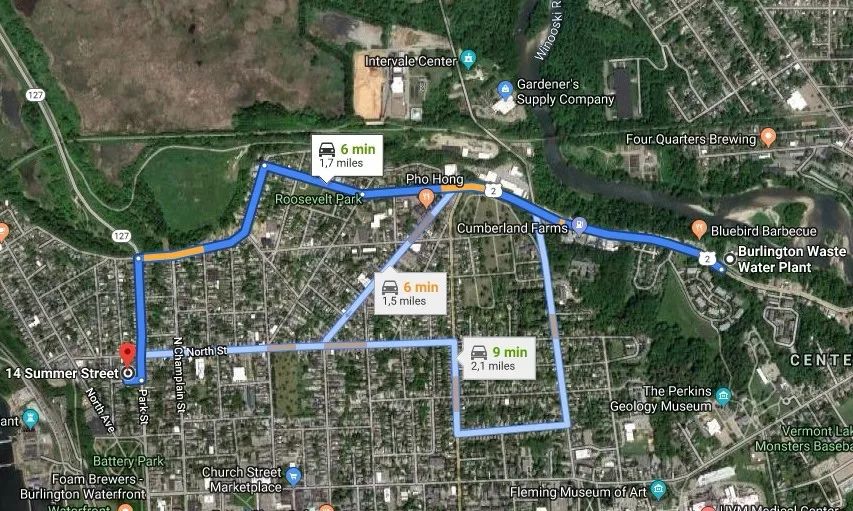 Winooski R
Intervale Center
127
Gardener's
Supply Company
Four Quarters Brewing
6 min
1,7 miles
Pho Hong
2
Roosevelt Park
Cumberland Farms
Bluebird Barbecue
127
Burlington Waste
Water Plant
2
6 min
1,5 miles
North St
9 min
2,1 miles
N Champlain St
CENTE
14 Summer Street
North Ave
Park St
The Perkins
Geology Museum
ant
Vermont Lak
Monsters Baseba
Battery Park
Church Street
Marketplace
Foam Brewers -
Burlington Waterfront
Waterfront
Fleming Museum of Art
UVM Medical Center